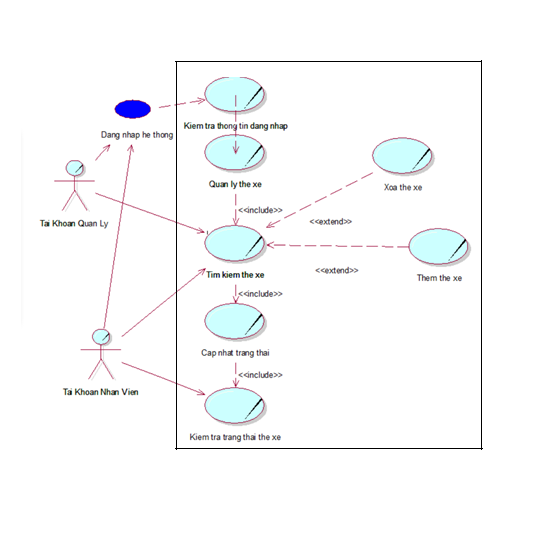 Kiem tra thong tin dang nhap
Dang nhap he thong
Quan ly the xe
Xoa the xe
<<include>>
<<extend>>
Tai Khoan Quan Ly
Tim kiem the xe
<<extend>>
Them the xe
<<include>>
Cap nhat trang thai
<<include>>
Tai Khoan Nhan Vien
Kiem tra trang thai the xe